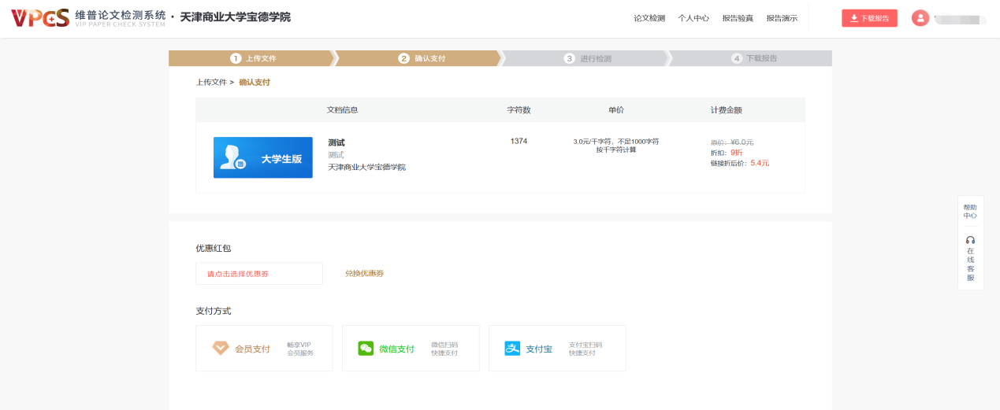 VPCS 维普论文检测系统 · 天津商业大学宝德学院
VIP PAPER CHECK SYSTEM
论文检测 个人中心 报告验真 报告演示 下载报告
1 上传文件 2 确认支付 3 进行检测 4 下载报告
上传文件 > 确认支付
文档信息 字符数 单价 计费金额
大学生版
测试
测试
天津商业大学宝德学院
1374
3.0元/千字符，不足1000字符
按千字符计算
原价：¥6.0元
折扣：9折
链接折后价：5.4元
帮助
中心
在
线
客
服
优惠红包
请点击选择优惠券 兑换优惠券
支付方式
会员支付 畅享VIP
会员服务
微信支付 微信扫码
快捷支付
支付宝 支付宝扫码
快捷支付